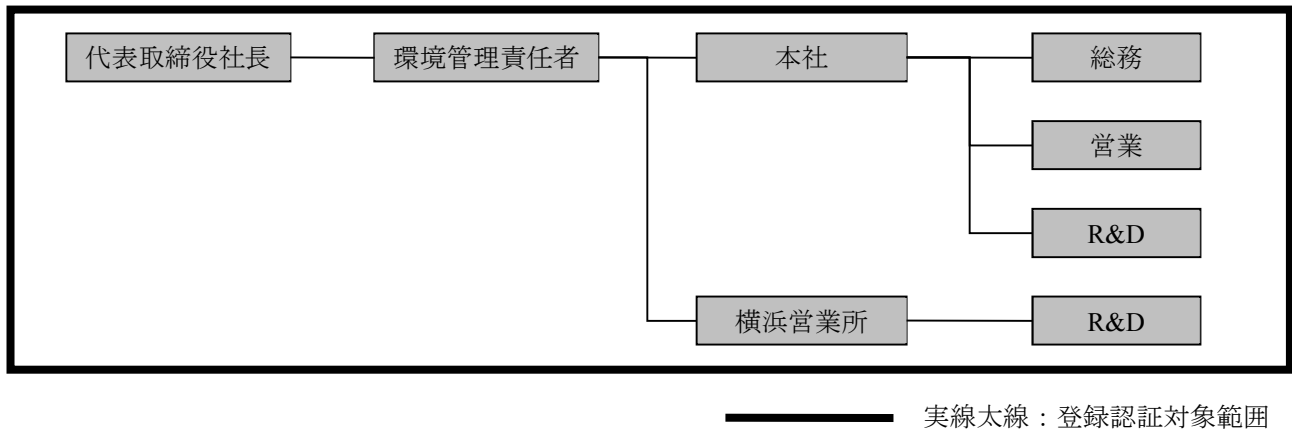 代表取締役社長
環境管理責任者
本社
総務
営業
R&D
横浜営業所
R&D
実線太線：登録認証対象範囲